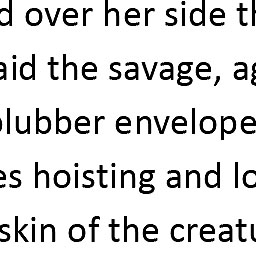 d over her side th
aid the savage, ag
blubber envelope
es hoisting and lo
skin of the creatu